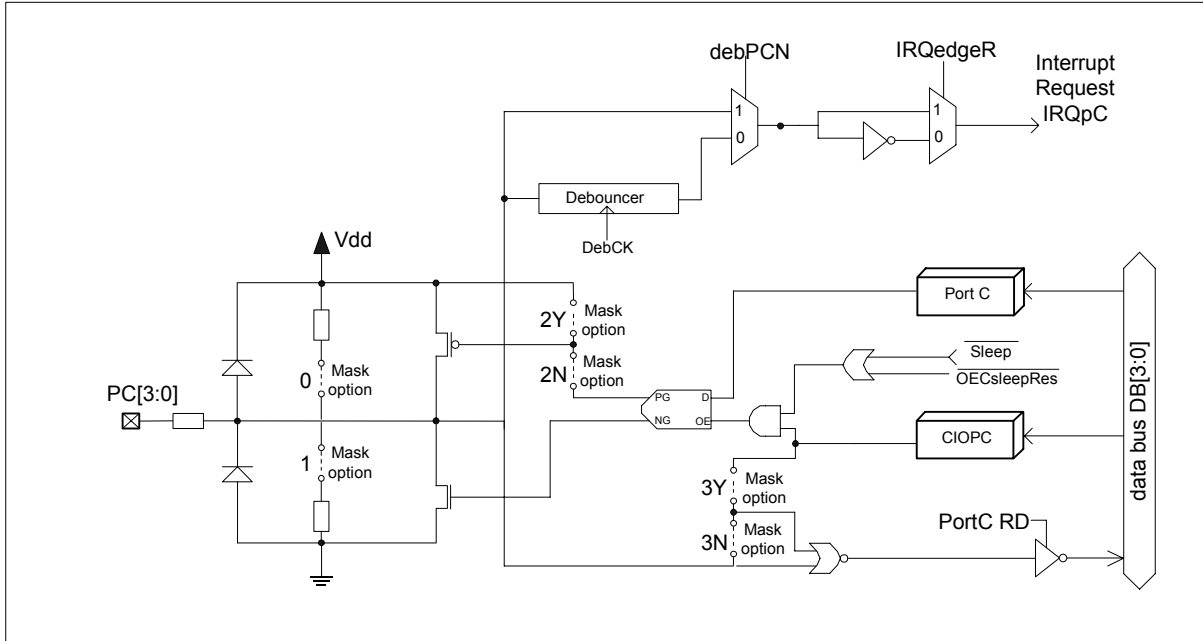 debPCN
IRQedgeR
Interrupt
Request
IRQpC
1
0
1
0
Debouncer
DebCK
Vdd
2Y
Mask
option
2N
Mask
option
0
Mask
option
1
Mask
option
PC[3:0]
PG
D
NG
OE
Port C
Sleep
OECsleepRes
CIOPC
3Y
Mask
option
3N
Mask
option
PortC RD
data bus DB[3:0]